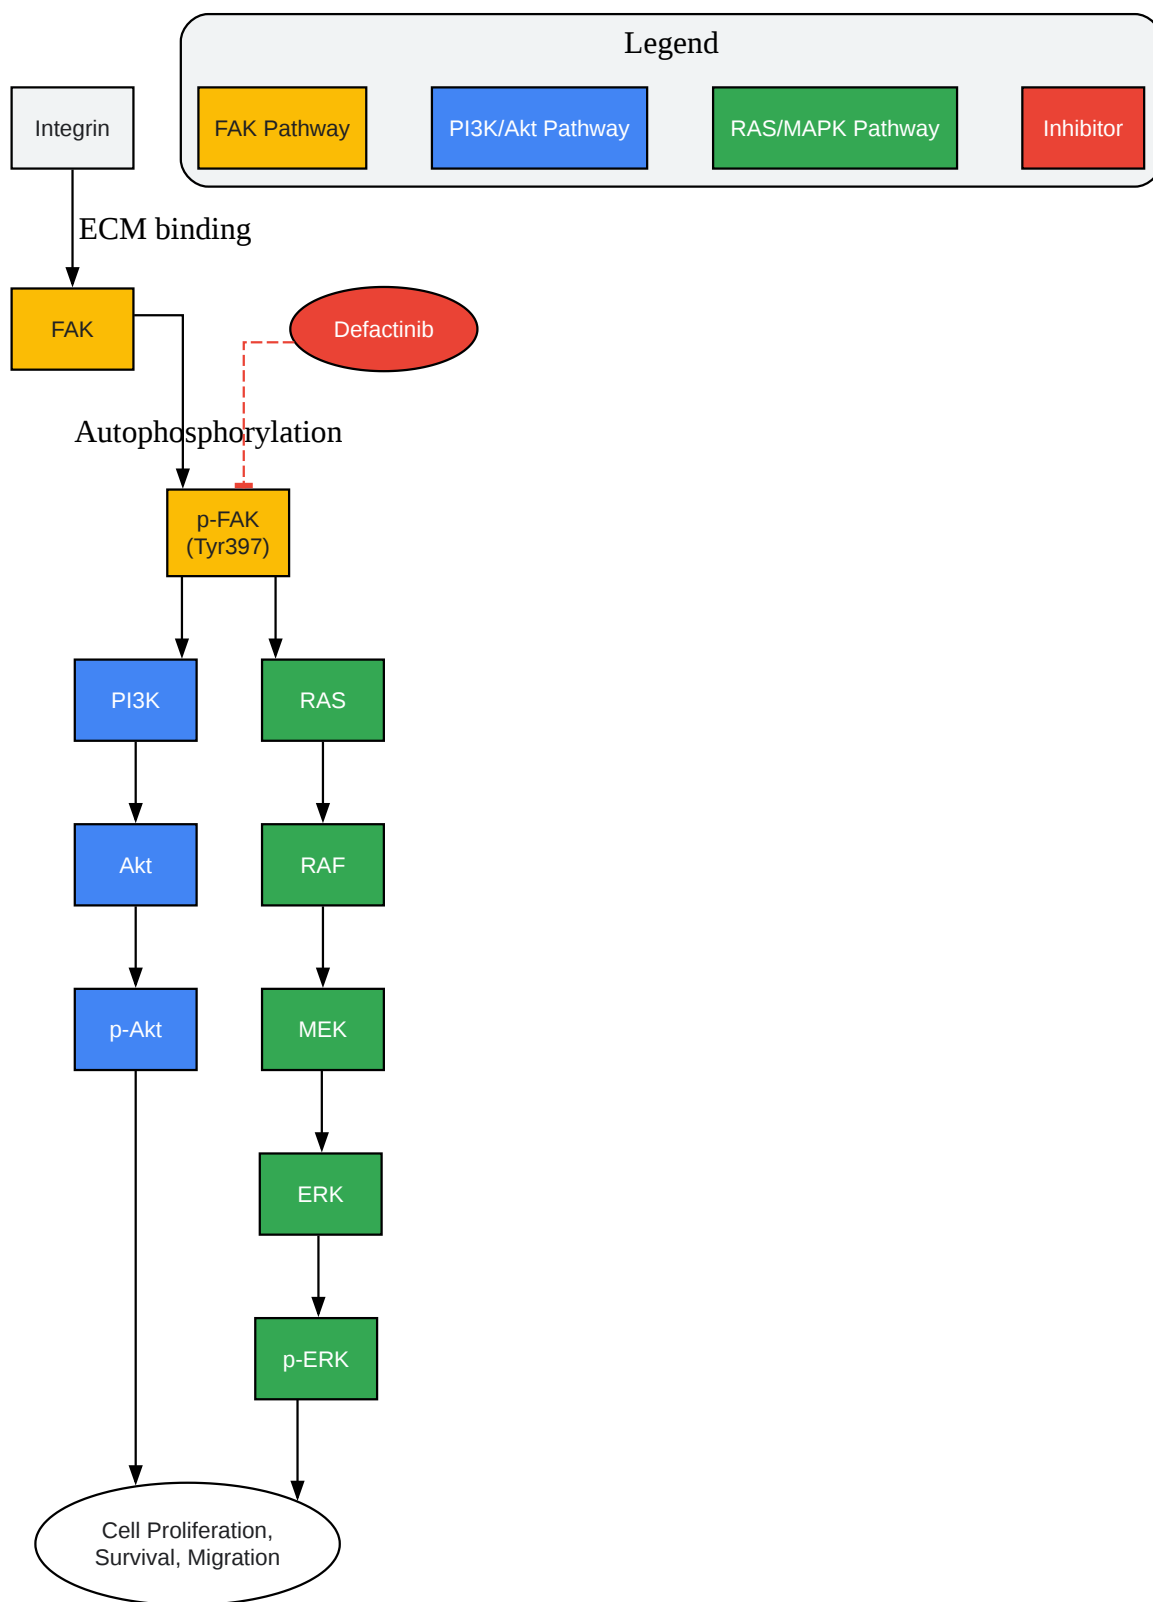 Legend
Integrin
FAK Pathway
PI3K/Akt Pathway
RAS/MAPK Pathway
Inhibitor
ECM binding
FAK
Defactinib
Autophosphorylation
p-FAK
(Tyr397)
PI3K
RAS
Akt
RAF
p-Akt
MEK
ERK
p-ERK
Cell Proliferation,
Survival, Migration